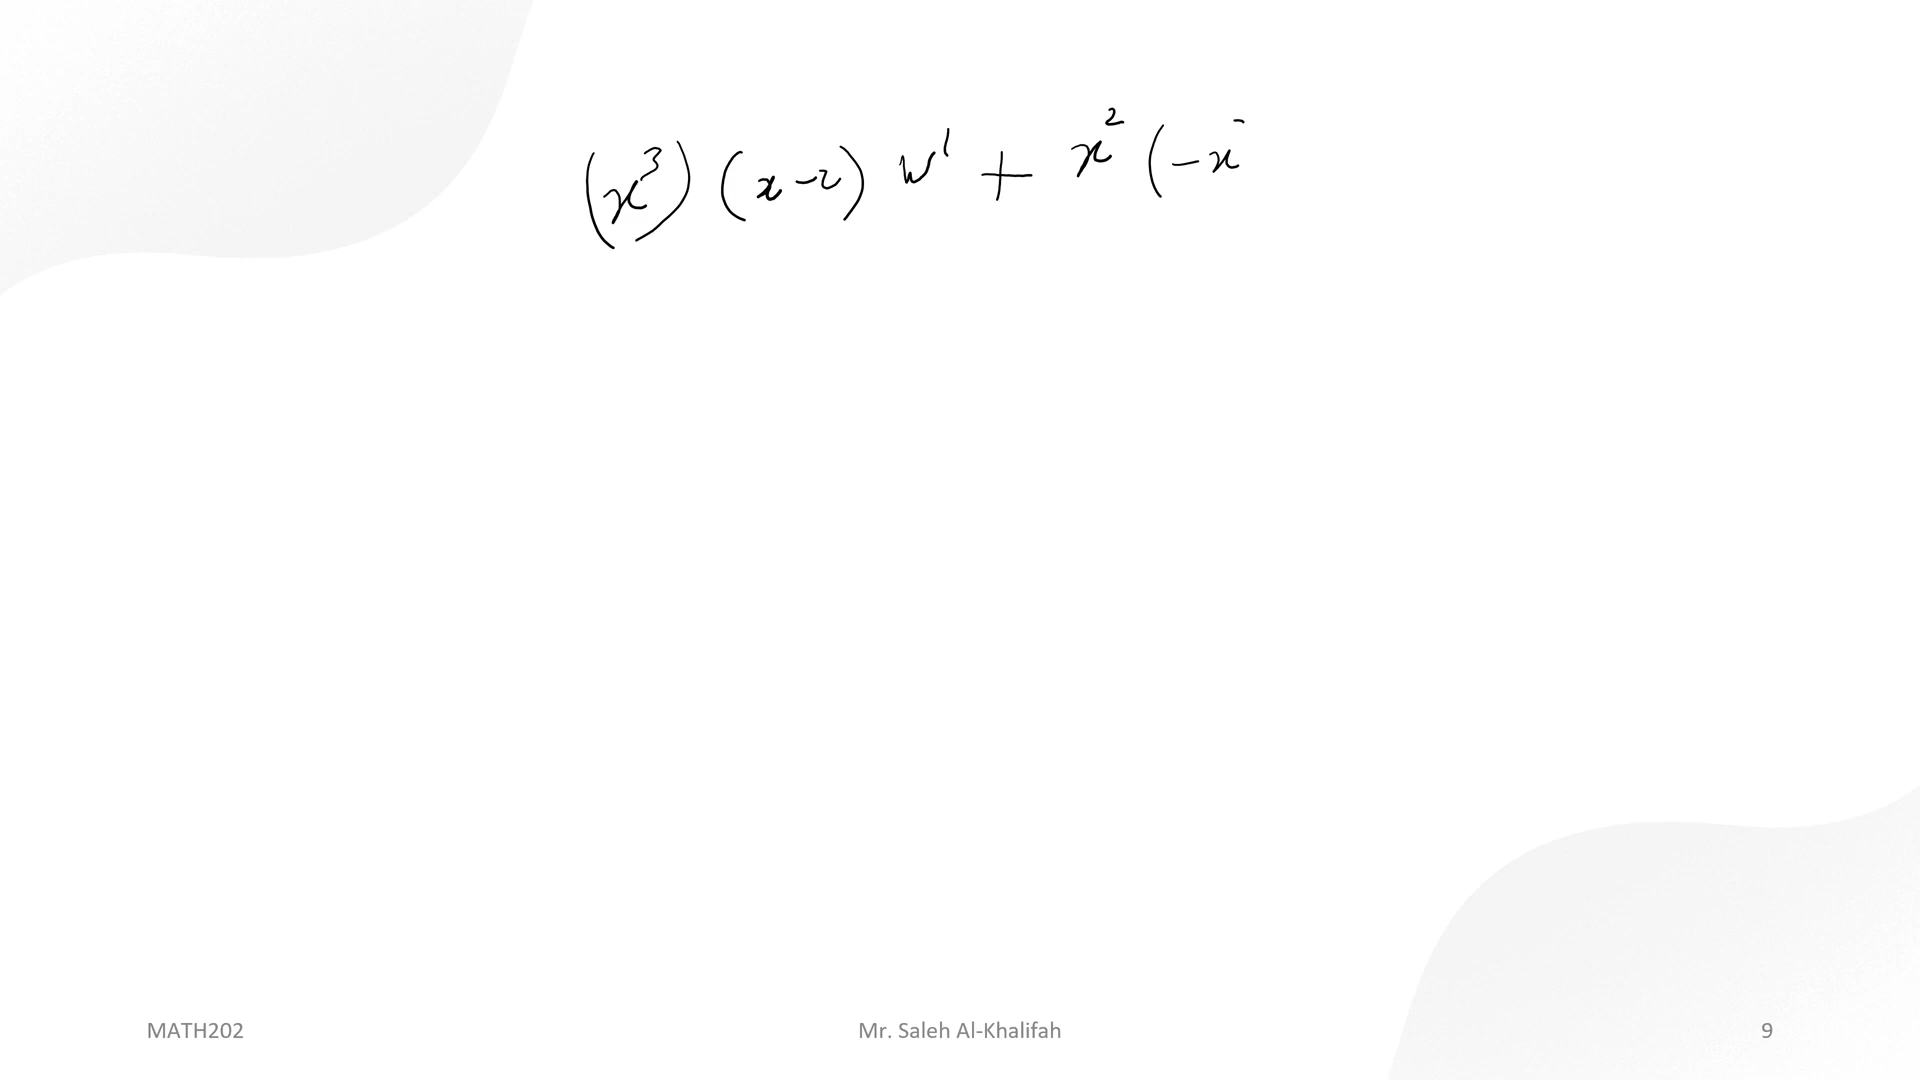 (x³) (x-2) w' + x² (-x
MATH202
Mr. Saleh Al-Khalifah
9